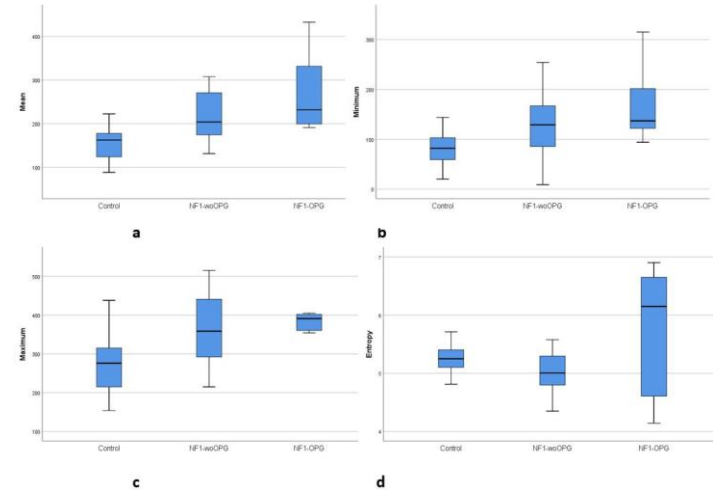 Mean
400
300
200
100
Control
NF1-woOPG
NF1-OPG
a
Minimum
300
200
100
0
Control
NF1-woOPG
NF1-OPG
b
Maximum
500
400
300
200
100
Control
NF1-woOPG
NF1-OPG
c
Entropy
7
6
5
4
Control
NF1-woOPG
NF1-OPG
d